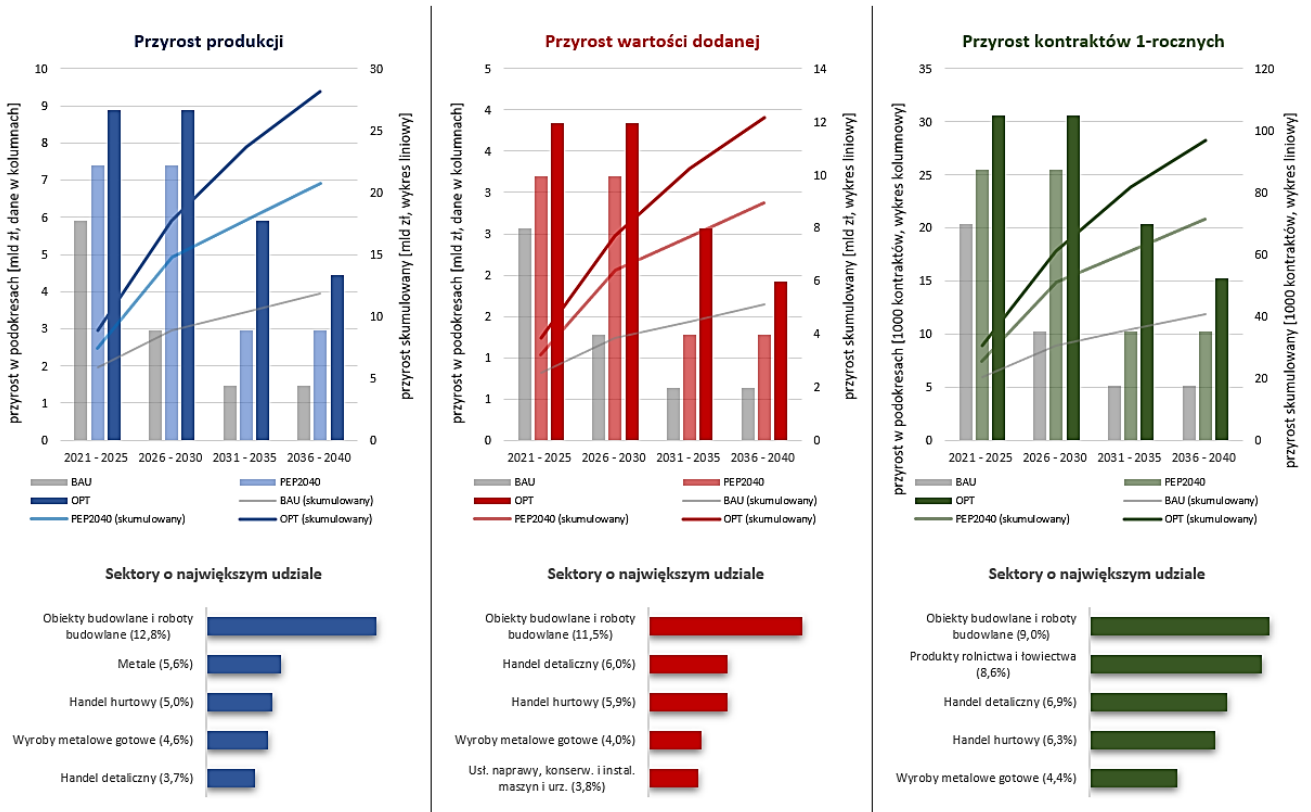 Przyrost produkcji
przyrost w podokresach [mld zł, dane w kolumnach]
10
9
8
7
6
5
4
3
2
1
0
30
25
20
15
10
5
0
przyrost skumulowany [mld zł, wykres liniowy]
2021 - 2025
2026 - 2030
2031 - 2035
2036 - 2040
BAU
PEP2040
OPT
BAU (skumulowany)
PEP2040 (skumulowany)
OPT (skumulowany)
Sektory o największym udziale
Obiekty budowlane i roboty
budowlane (12,8%)
Metale (5,6%)
Handel hurtowy (5,0%)
Wyroby metalowe gotowe (4,6%)
Handel detaliczny (3,7%)
Przyrost wartości dodanej
przyrost w podokresach [mld zł, dane w kolumnach]
5
4
4
3
3
2
2
1
1
0
14
12
10
8
6
4
2
0
przyrost skumulowany [mld zł, wykres liniowy]
2021 - 2025
2026 - 2030
2031 - 2035
2036 - 2040
BAU
PEP2040
OPT
BAU (skumulowany)
PEP2040 (skumulowany)
OPT (skumulowany)
Sektory o największym udziale
Obiekty budowlane i roboty
budowlane (11,5%)
Handel detaliczny (6,0%)
Handel hurtowy (5,9%)
Wyroby metalowe gotowe (4,0%)
Usł. naprawy, konserw. i instal.
maszyn i urz. (3,8%)
Przyrost kontraktów 1-rocznych
przyrost w podokresach [1000 kontraktów, wykres kolumnowy]
35
30
25
20
15
10
5
0
120
100
80
60
40
20
0
przyrost skumulowany [1000 kontraktów, wykres liniowy]
2021 - 2025
2026 - 2030
2031 - 2035
2036 - 2040
BAU
PEP2040
OPT
BAU (skumulowany)
PEP2040 (skumulowany)
OPT (skumulowany)
Sektory o największym udziale
Obiekty budowlane i roboty
budowlane (9,0%)
Produkty rolnictwa i łowiectwa
(8,6%)
Handel detaliczny (6,9%)
Handel hurtowy (6,3%)
Wyroby metalowe gotowe (4,4%)